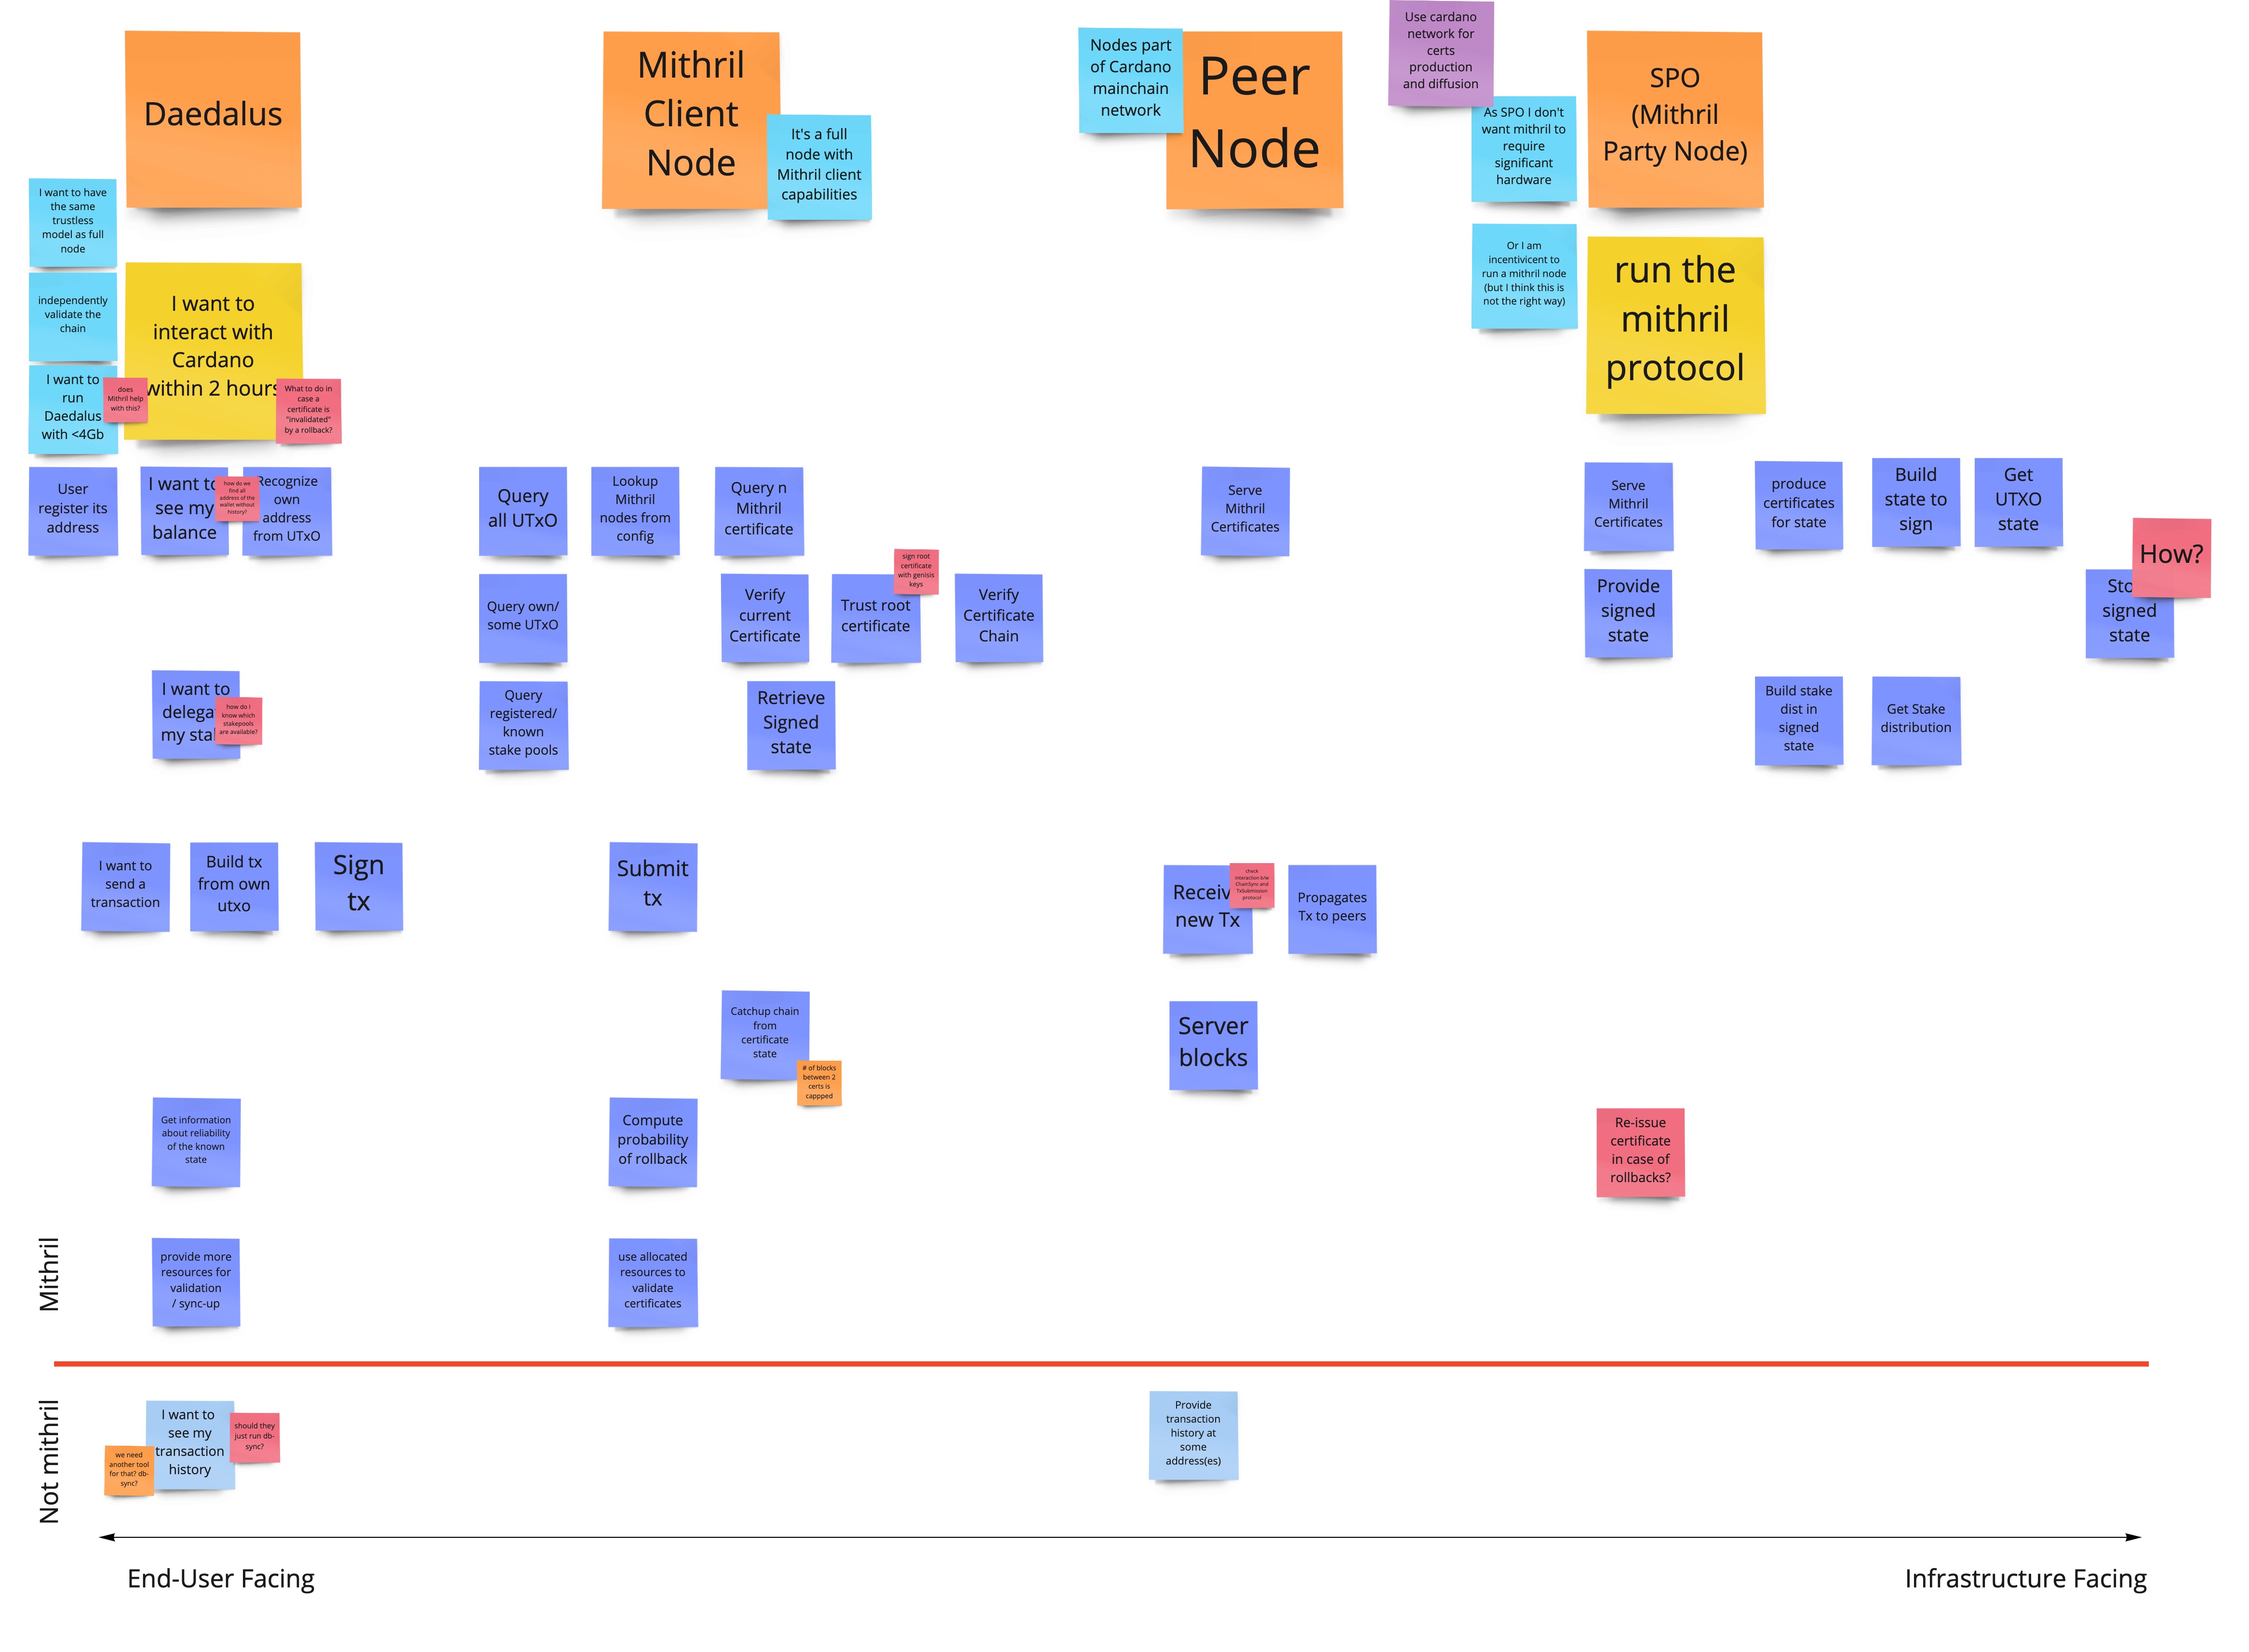 Daedalus
Mithril
Client
Node
It's a full
node with
Mithril client
capabilities
Nodes part
of Cardano
mainchain
network
Peer
Node
Use cardano
network for
certs
production
and diffusion
As SPO I don't
want mithril to
require
significant
hardware
SPO
(Mithril
Party Node)
I want to have
the same
trustless
model as full
node
independently
validate the
chain
I want to
run
Daedalus
with <4Gb
does
Mithril help
with this?
I want to
interact with
Cardano
within 2 hours
What to do in
case a
certificate is
"invalidated"
by a rollback?
Or I am
incentivicent to
run a mithril node
(but I think this is
not the right way)
run the
mithril
protocol
User
register its
address
I want to
see my
balance
how do we
find all
address of the
wallet without
history?
Recognize
own
address
from UTxO
Query
all UTxO
Lookup
Mithril
nodes from
config
Query n
Mithril
certificate
Serve
Mithril
Certificates
Serve
Mithril
Certificates
produce
certificates
for state
Build
state to
sign
Get
UTXO
state
How?
Query own/
some UTxO
Verify
current
Certificate
sign root
certificate
with genisis
keys
Trust root
certificate
Verify
Certificate
Chain
Provide
signed
state
Sto
signed
state
I want to
delega
my sta
how do i
know which
stakepools
are available?
Query
registered/
known
stake pools
Retrieve
Signed
state
Build stake
dist in
signed
state
Get Stake
distribution
I want to
send a
transaction
Build tx
from own
utxo
Sign
tx
Submit
tx
Receiv
new Tx
check
interaction b/w
ChainSync and
TxSubmission
protocol
Propagates
Tx to peers
Catchup chain
from
certificate
state
# of blocks
between 2
certs is
cappped
Server
blocks
Get information
about reliability
of the known
state
Compute
probability
of rollback
Re-issue
certificate
in case of
rollbacks?
provide more
resources for
validation
/ sync-up
use allocated
resources to
validate
certificates
Mithril
Not mithril
I want to
see my
transaction
history
we need
another tool
for that? db-
sync?
should they
just run db-
sync?
Provide
transaction
history at
some
address(es)
End-User Facing
Infrastructure Facing